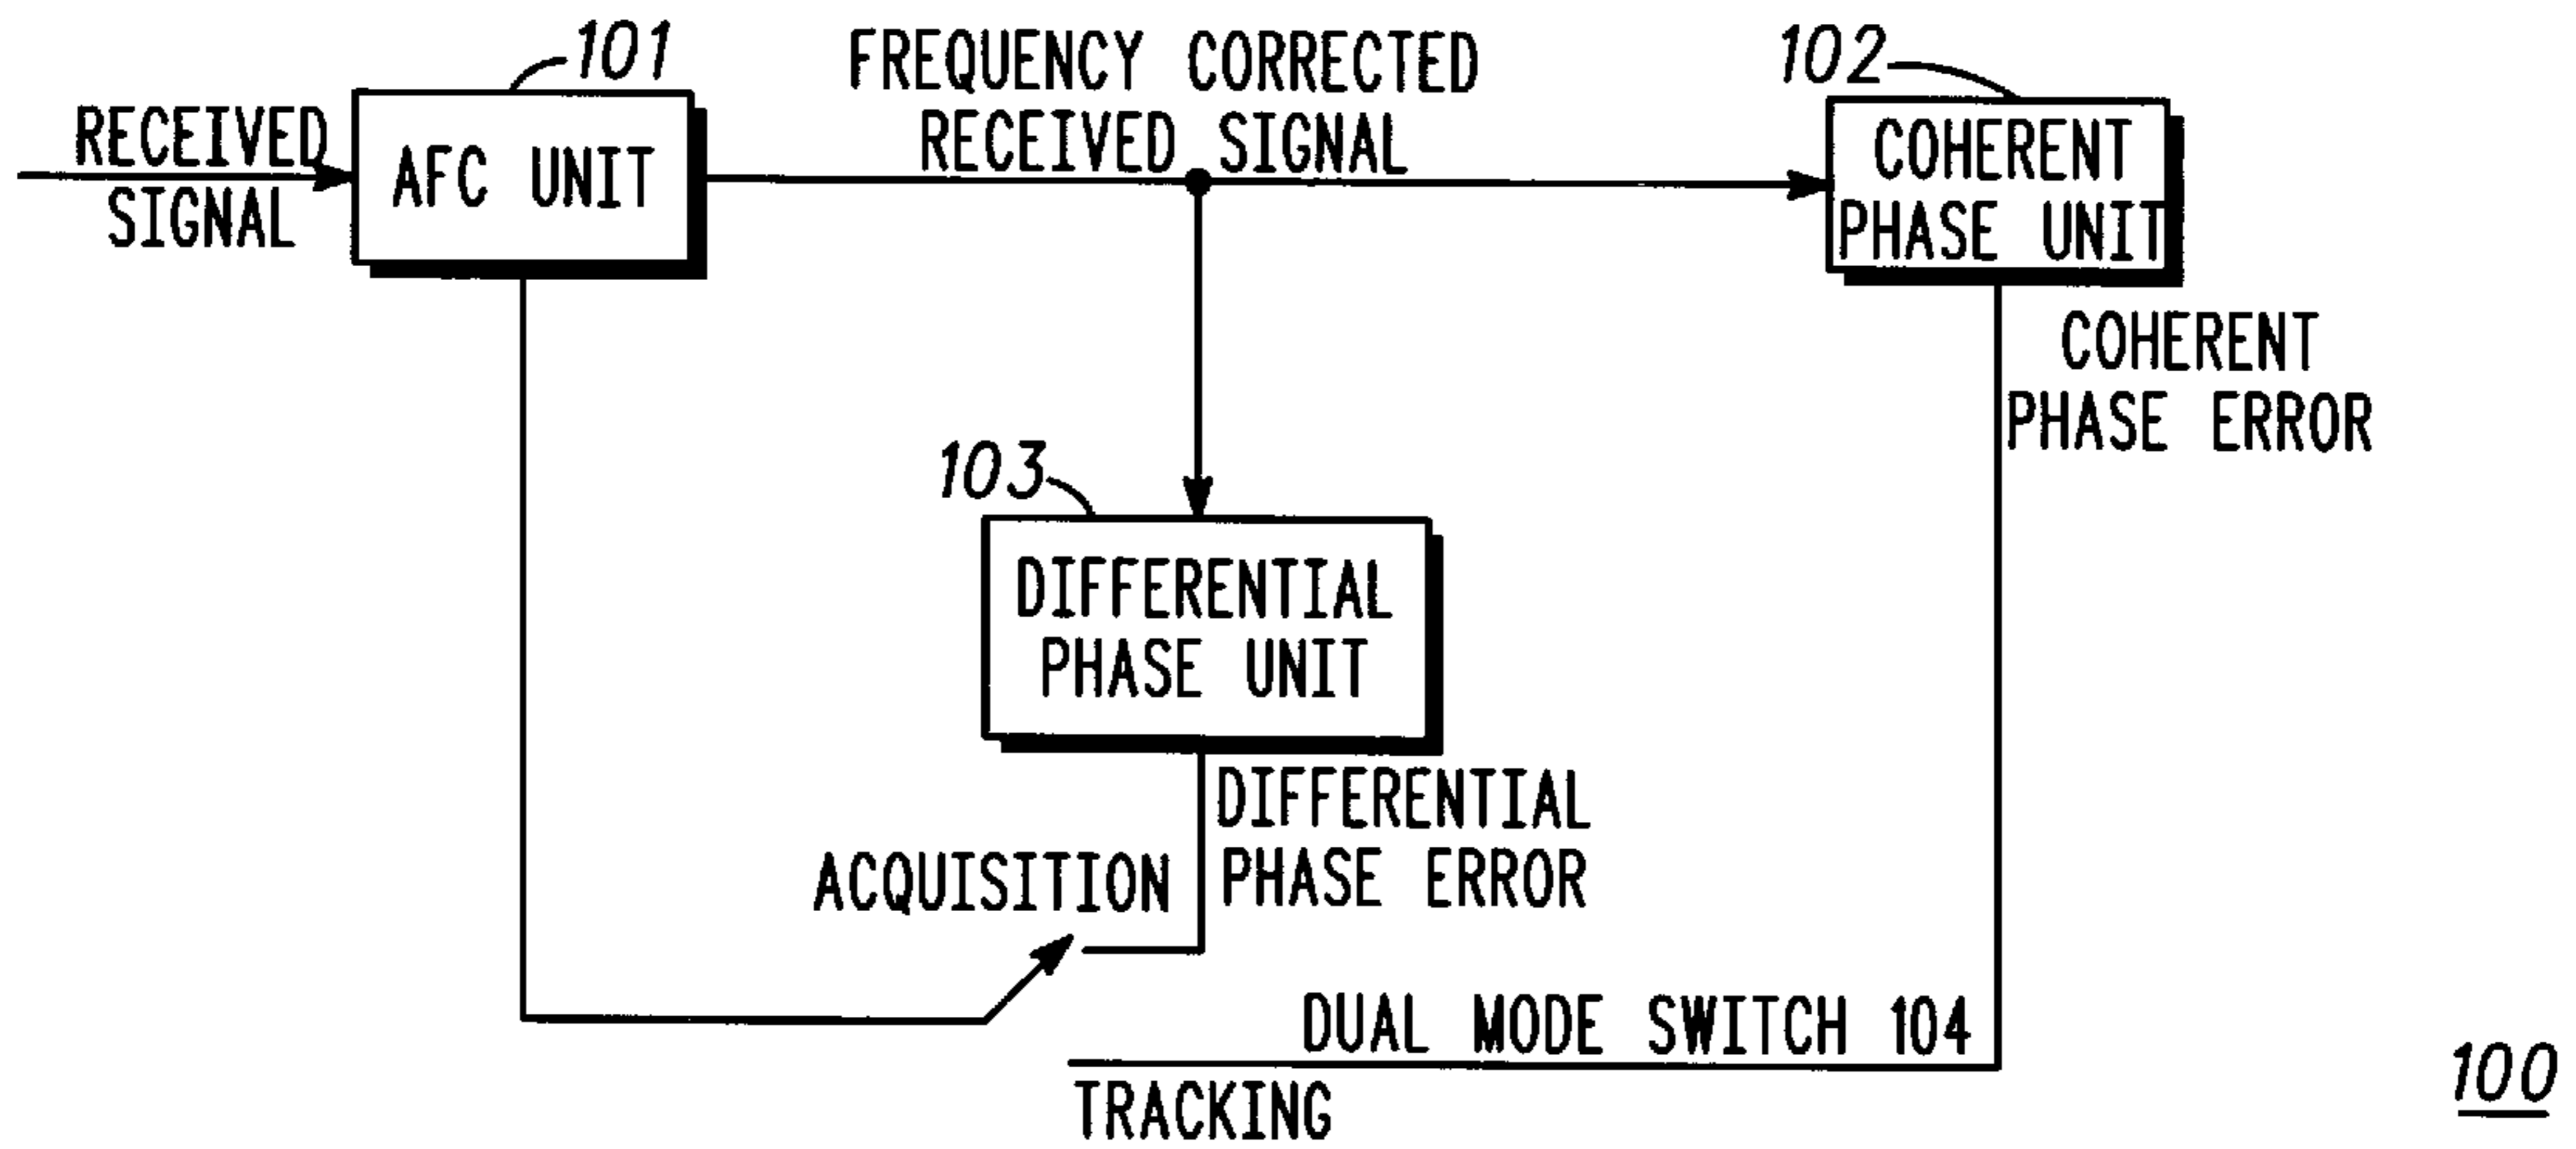 101
FREQUENCY CORRECTED
RECEIVED SIGNAL
102
RECEIVED
SIGNAL
AFC UNIT
COHERENT
PHASE UNIT
COHERENT
PHASE ERROR
103
DIFFERENTIAL
PHASE UNIT
DIFFERENTIAL
PHASE ERROR
ACQUISITION
DUAL MODE SWITCH 104
TRACKING
100